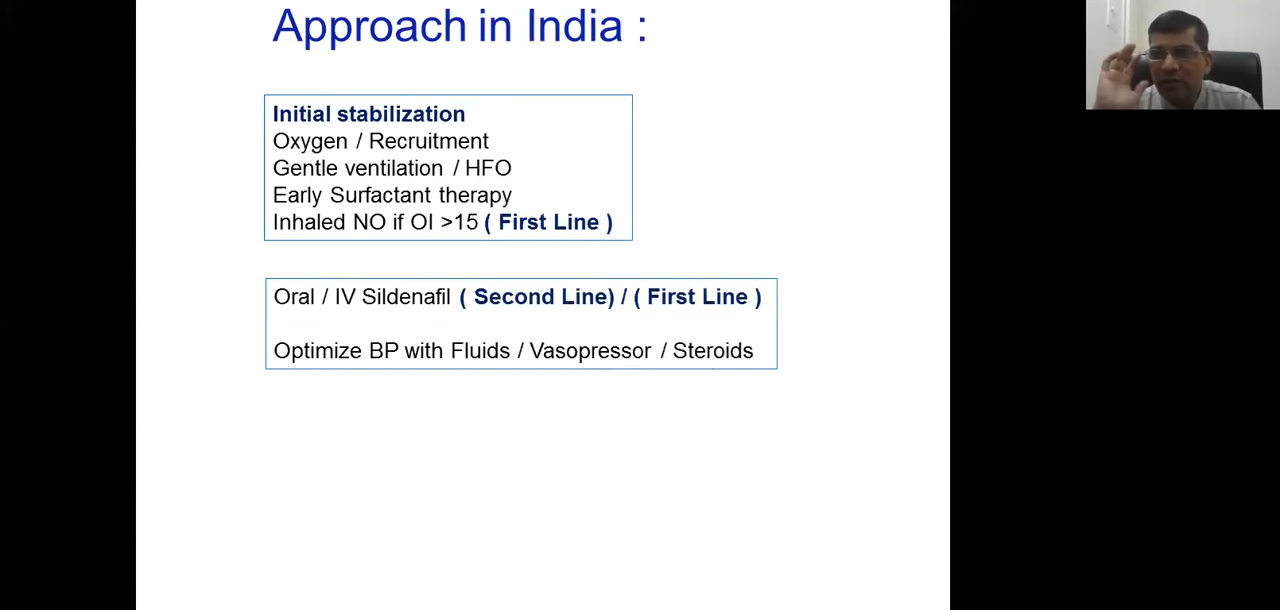 Approach in India :
Initial stabilization
Oxygen / Recruitment
Gentle ventilation / HFO
Early Surfactant therapy
Inhaled NO if OI >15 ( First Line )
Oral / IV Sildenafil ( Second Line) / ( First Line )
Optimize BP with Fluids / Vasopressor / Steroids